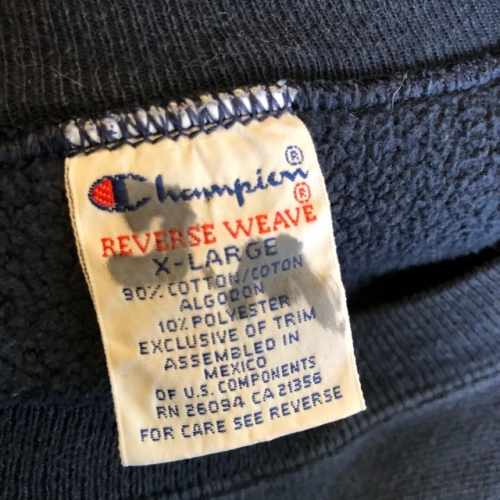 Champion®
REVERSE WEAVE®
X-LARGE
90% COTTON/COTON
ALGODON
10% POLYESTER
EXCLUSIVE OF TRIM
ASSEMBLED IN
MEXICO
OF U.S. COMPONENTS
RN 26094 CA 21356
FOR CARE SEE REVERSE